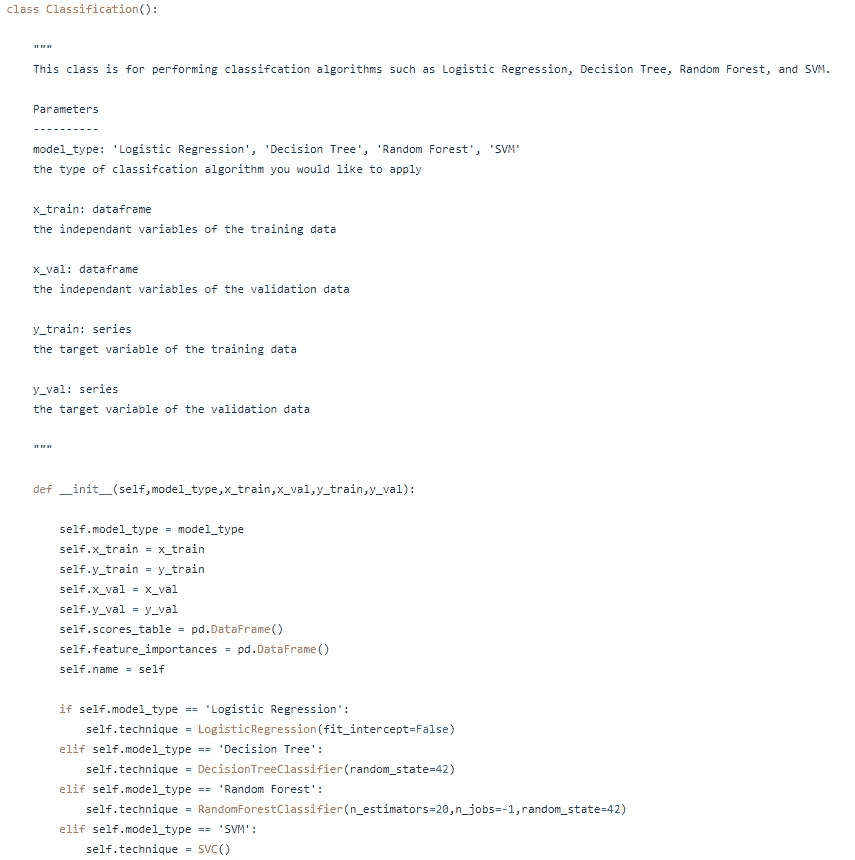 class Classification():
"""
This class is for performing classifcation algorithms such as Logistic Regression, Decision Tree, Random Forest, and SVM.
Parameters
----------
model_type: 'Logistic Regression', 'Decision Tree', 'Random Forest', 'SVM'
the type of classifcation algorithm you would like to apply
x_train: dataframe
the independant variables of the training data
x_val: dataframe
the independant variables of the validation data
y_train: series
the target variable of the training data
y_val: series
the target variable of the validation data
"""
def __init__(self,model_type,x_train,x_val,y_train,y_val):
self.model_type = model_type
self.x_train = x_train
self.y_train = y_train
self.x_val = x_val
self.y_val = y_val
self.scores_table = pd.DataFrame()
self.feature_importances = pd.DataFrame()
self.name = self
if self.model_type == 'Logistic Regression':
self.technique = LogisticRegression(fit_intercept=False)
elif self.model_type == 'Decision Tree':
self.technique = DecisionTreeClassifier(random_state=42)
elif self.model_type == 'Random Forest':
self.technique = RandomForestClassifier(n_estimators=20,n_jobs=-1,random_state=42)
elif self.model_type == 'SVM':
self.technique = SVC()